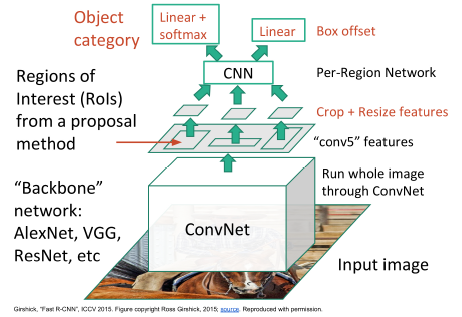 Object
category
Linear +
softmax
Linear
Box offset
CNN
Per-Region Network
Regions of
Interest (RoIs)
from a proposal
method
Crop + Resize features
“conv5” features
“Backbone”
network:
AlexNet, VGG,
ResNet, etc
Run whole image
through ConvNet
ConvNet
Input image
Girshick, “Fast R-CNN”, ICCV 2015. Figure copyright Ross Girshick, 2015; source. Reproduced with permission.